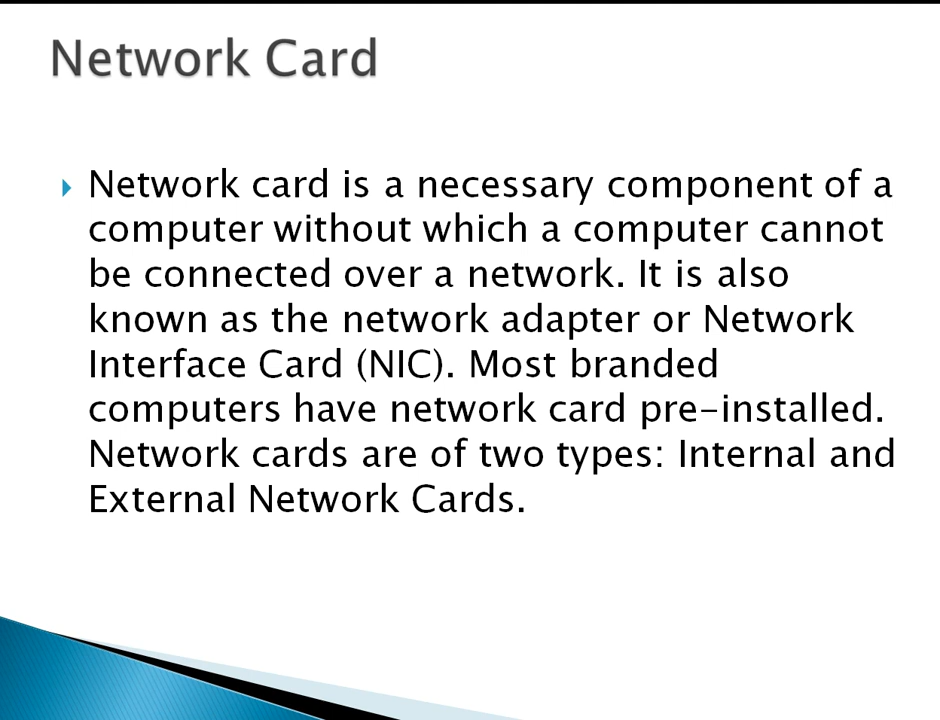 Network Card
Network card is a necessary component of a
computer without which a computer cannot
be connected over a network. It is also
known as the network adapter or Network
Interface Card (NIC). Most branded
computers have network card pre-installed.
Network cards are of two types: Internal and
External Network Cards.